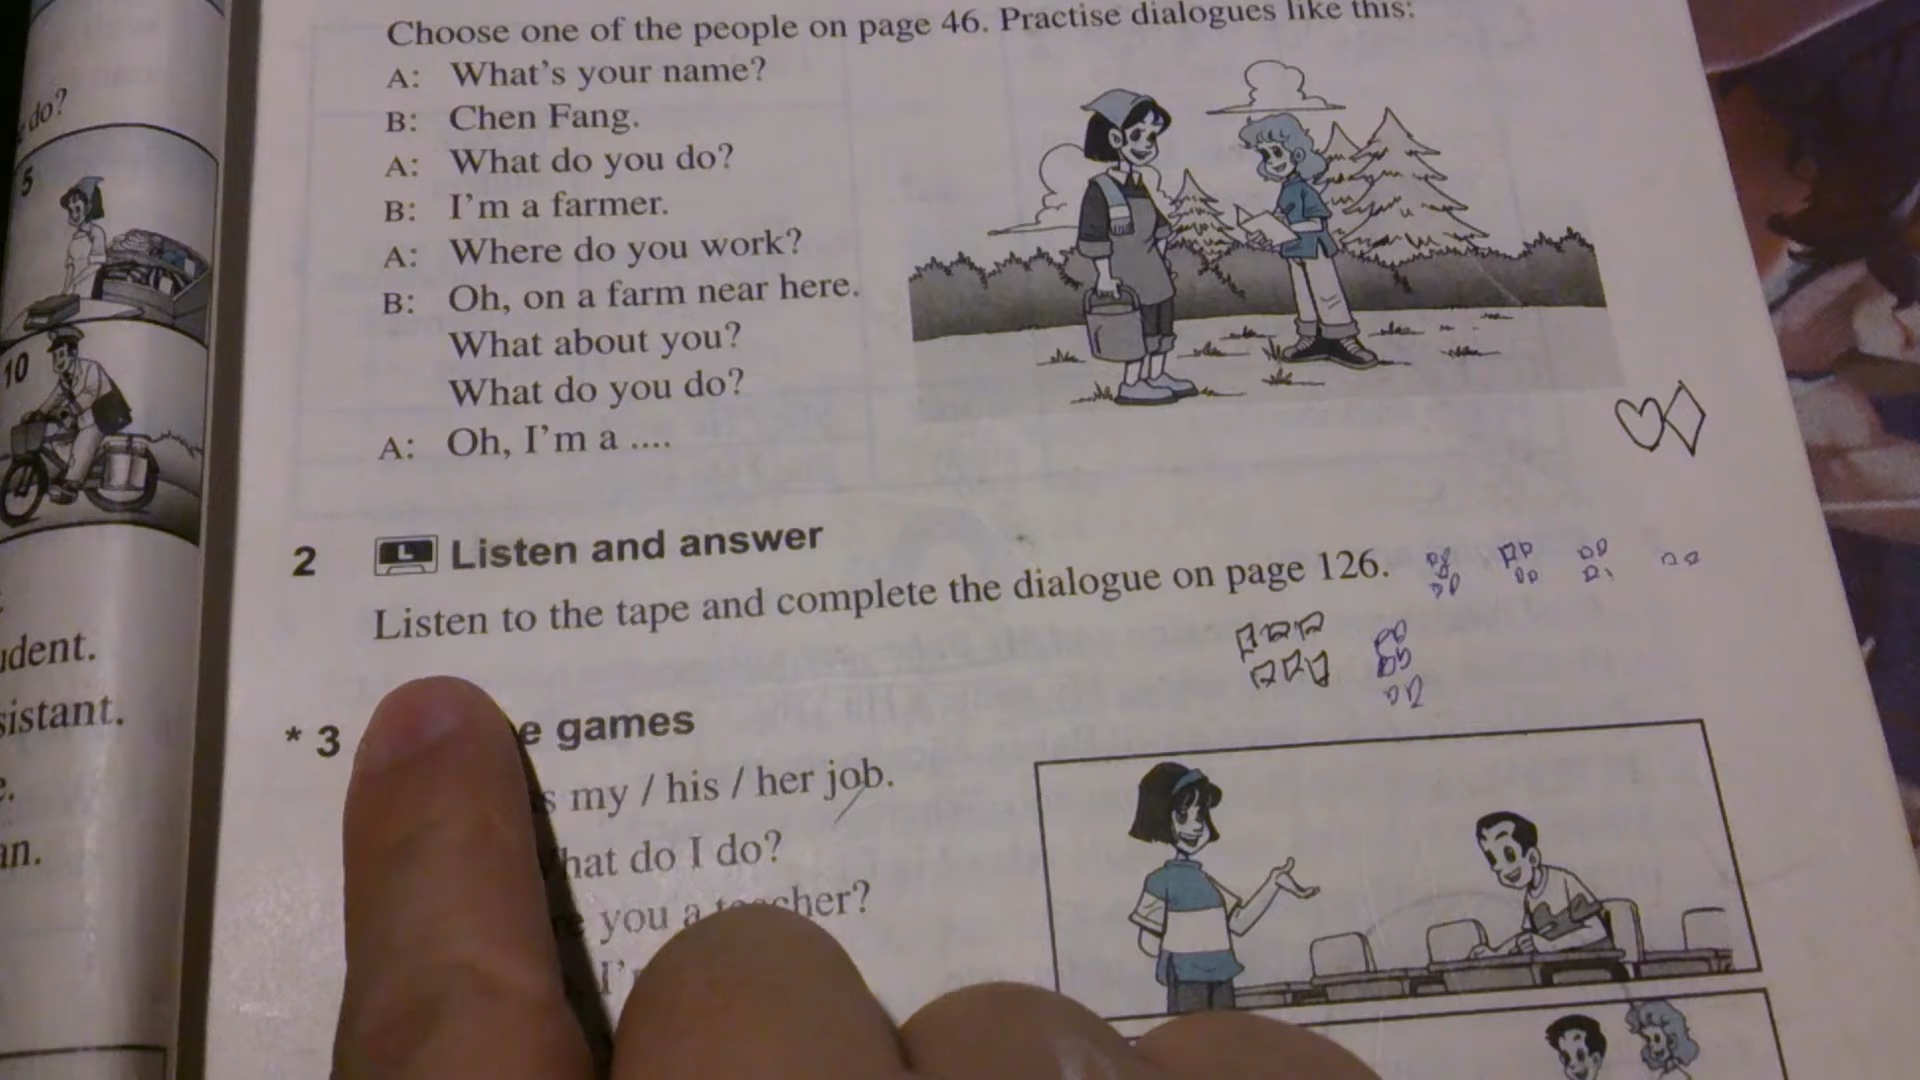 do?
5
10
udent.
sistant.
e.
an.
Choose one of the people on page 46. Practise dialogues like this:
A: What's your name?
B: Chen Fang.
A: What do you do?
B: I'm a farmer.
A: Where do you work?
B: Oh, on a farm near here.
What about you?
What do you do?
A: Oh, I'm a ....
2 L Listen and answer
Listen to the tape and complete the dialogue on page 126.
* 3 e games
s my / his / her job.
hat do I do?
you a
I'